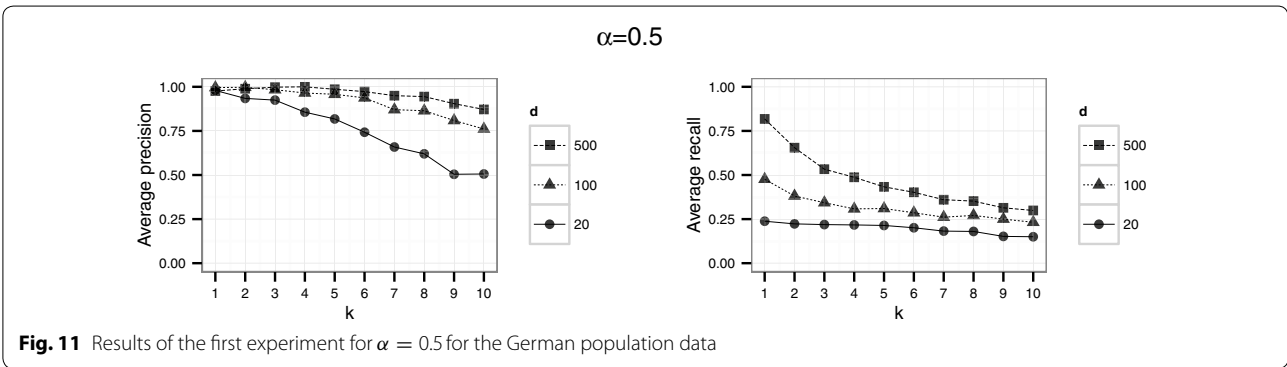 α=0.5
1.00
0.75
0.50
0.25
0.00
Average precision
1 2 3 4 5 6 7 8 9 10
k
d
500
100
20
1.00
0.75
0.50
0.25
0.00
Average recall
1 2 3 4 5 6 7 8 9 10
k
d
500
100
20
Fig. 11 Results of the first experiment for α = 0.5 for the German population data